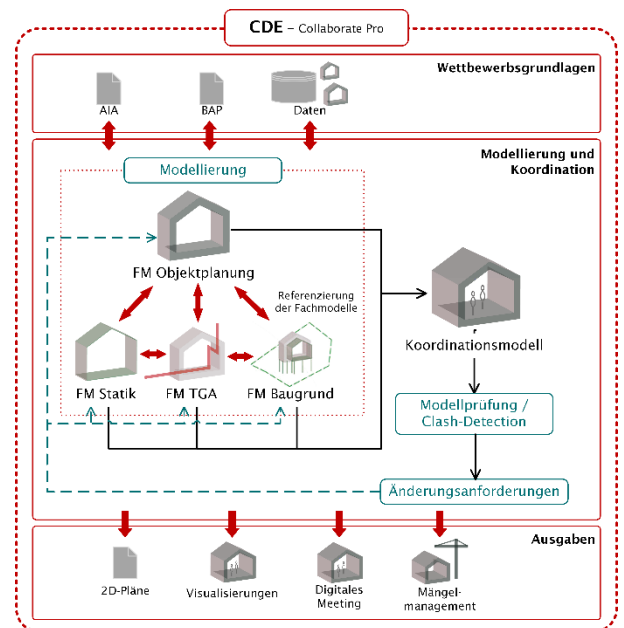 CDE – Collaborate Pro
Wettbewerbsgrundlagen
AIA
BAP
Daten
Modellierung und
Koordination
Modellierung
FM Objektplanung
Referenzierung
der Fachmodelle
FM Statik
FM TGA
FM Baugrund
Koordinationsmodell
Modellprüfung /
Clash-Detection
Änderungsanforderungen
Ausgaben
2D-Pläne
Visualisierungen
Digitales
Meeting
Mängel-
management